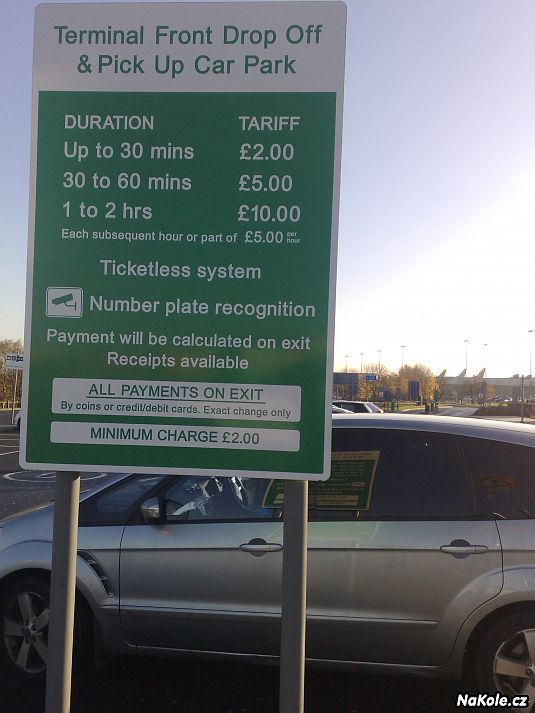 Terminal Front Drop Off
& Pick Up Car Park
DURATION TARIFF
Up to 30 mins £2.00
30 to 60 mins £5.00
1 to 2 hrs £10.00
Each subsequent hour or part of £5.00 per hour
Ticketless system
Number plate recognition
Payment will be calculated on exit
Receipts available
ALL PAYMENTS ON EXIT
By coins or credit/debit cards. Exact change only
MINIMUM CHARGE £2.00
NaKole.cz